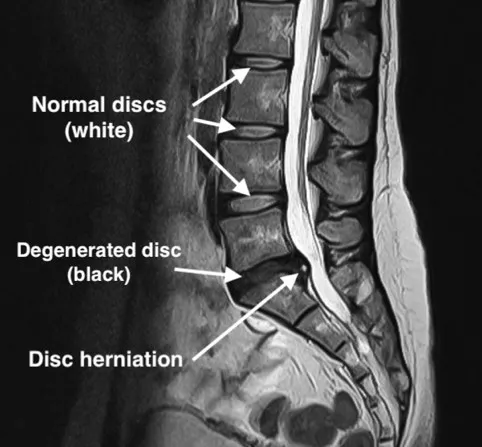 Normal discs
(white)
Degenerated disc
(black)
Disc herniation